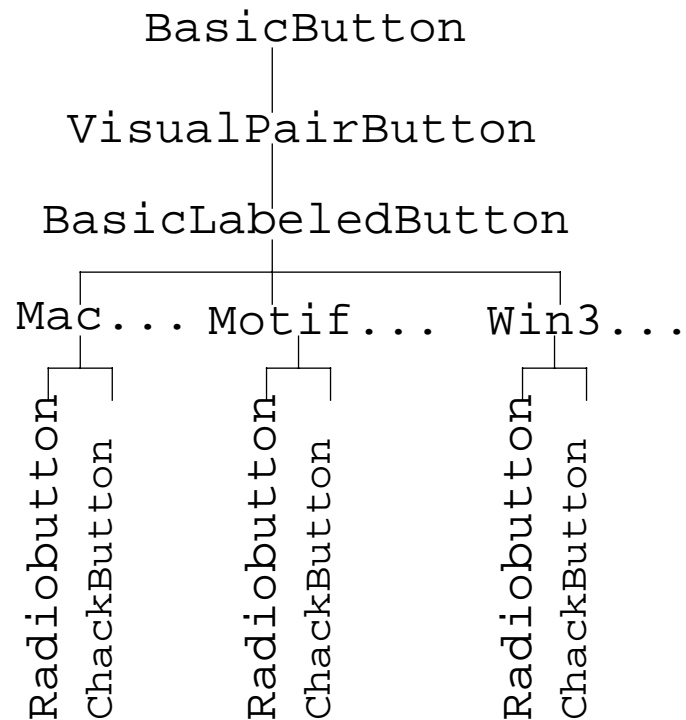 BasicButton
VisualPairButton
BasicLabeledButton
Mac... Motif... Win3...
Radiobutton
ChackButton
Radiobutton
ChackButton
Radiobutton
ChackButton